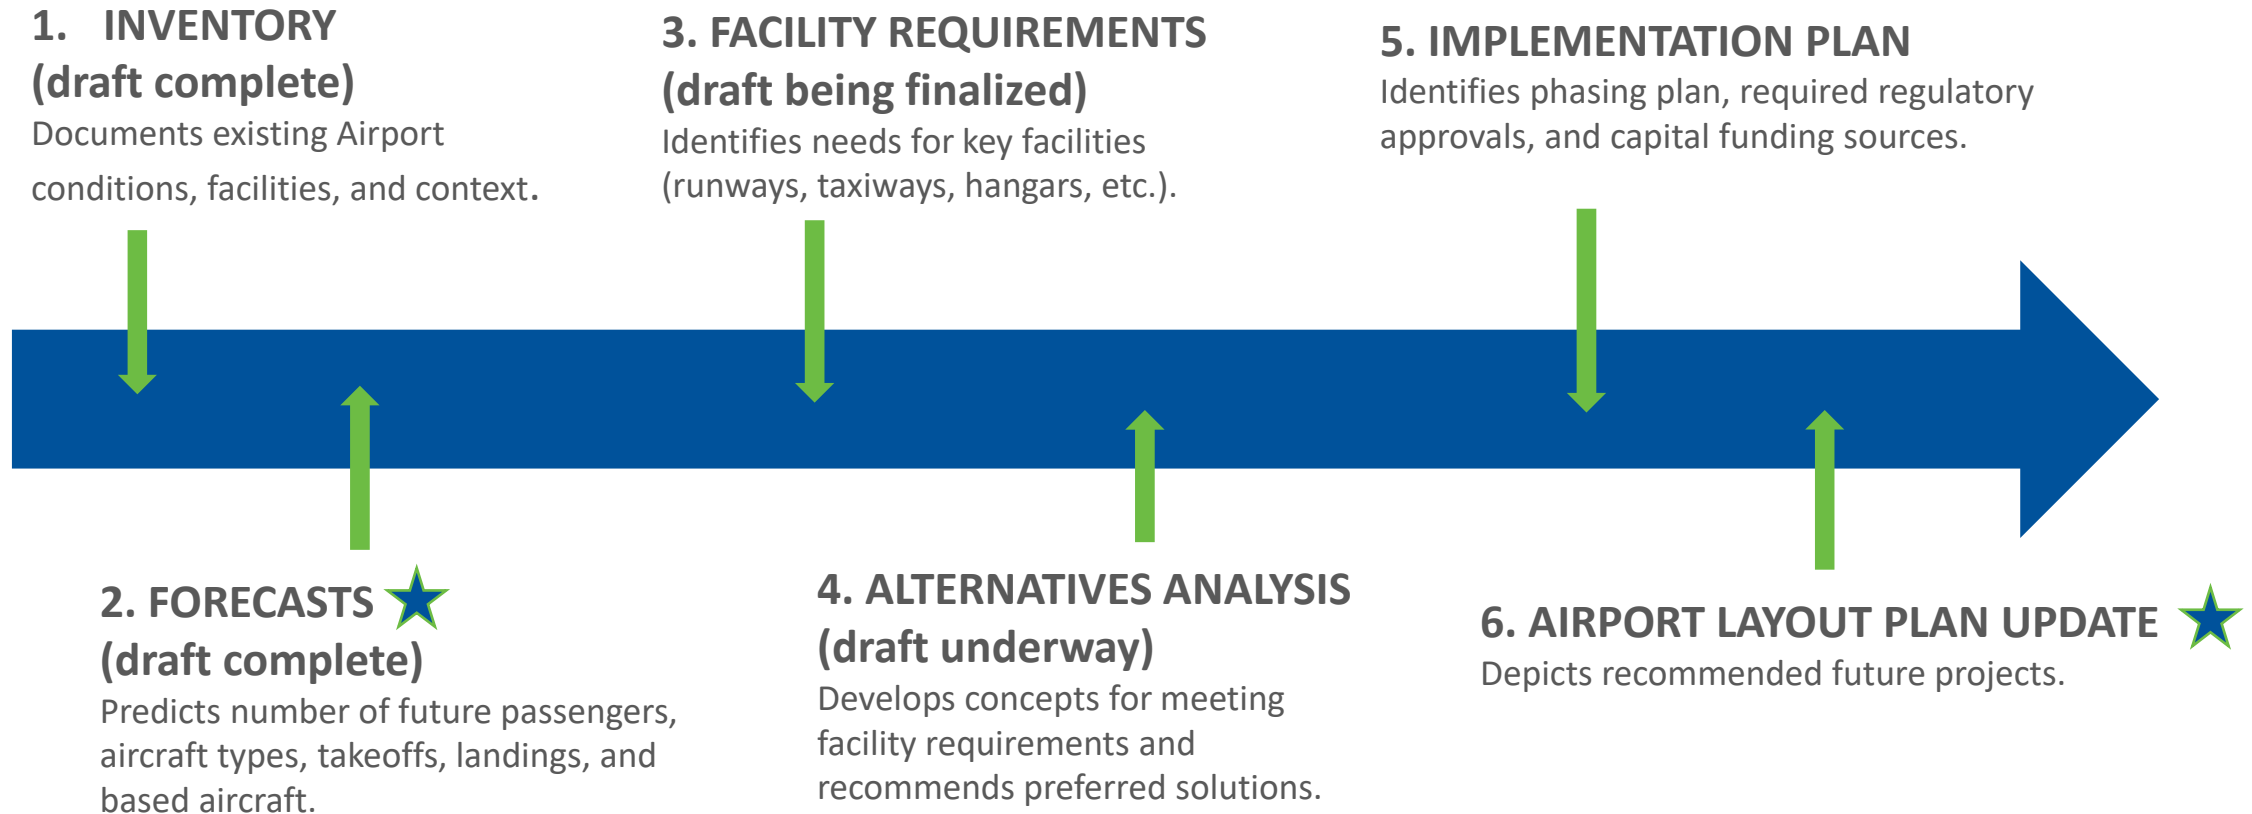 1. INVENTORY
(draft complete)
Documents existing Airport
conditions, facilities, and context.
2. FORECASTS
(draft complete)
Predicts number of future passengers,
aircraft types, takeoffs, landings, and
based aircraft.
3. FACILITY REQUIREMENTS
(draft being finalized)
Identifies needs for key facilities
(runways, taxiways, hangars, etc.).
4. ALTERNATIVES ANALYSIS
(draft underway)
Develops concepts for meeting
facility requirements and
recommends preferred solutions.
5. IMPLEMENTATION PLAN
Identifies phasing plan, required regulatory
approvals, and capital funding sources.
6. AIRPORT LAYOUT PLAN UPDATE
Depicts recommended future projects.